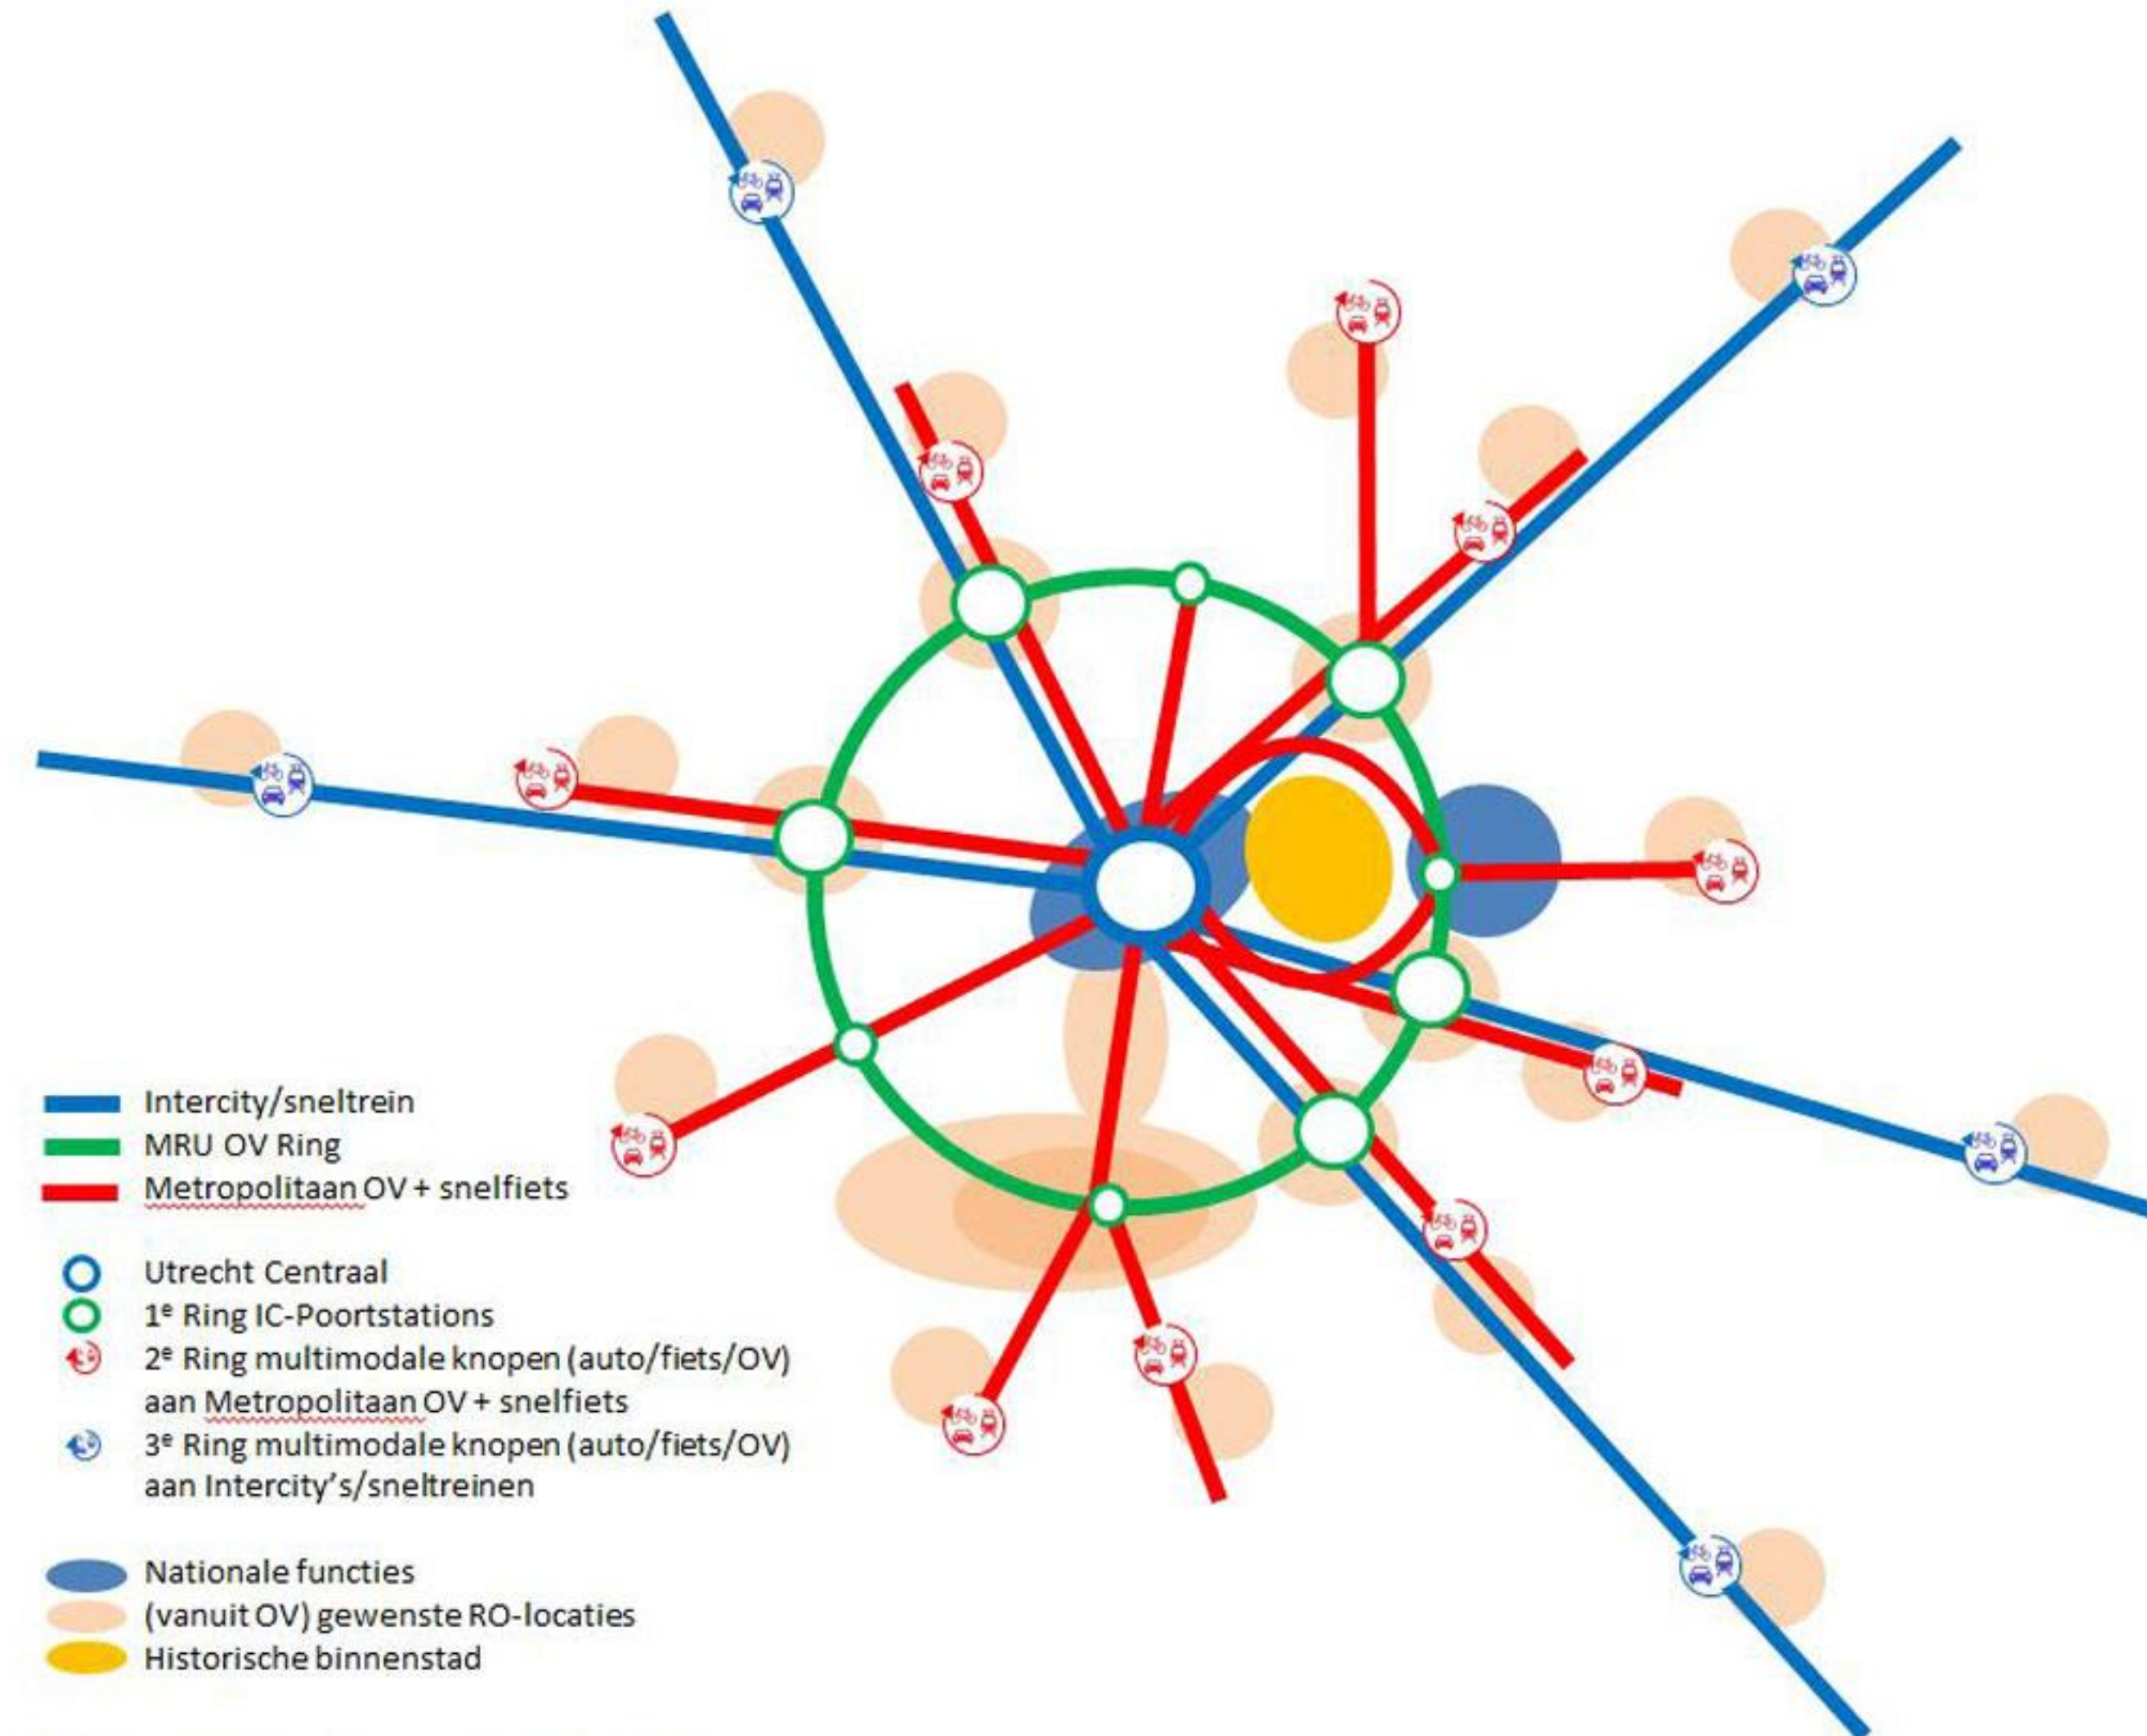 Intercity/sneltrein
MRU OV Ring
Metropolitaan OV + snelfiets
Utrecht Centraal
1e Ring IC-Poortstations
2e Ring multimodale knopen (auto/fiets/OV)
aan Metropolitaan OV + snelfiets
3e Ring multimodale knopen (auto/fiets/OV)
aan Intercity's/sneltreinen
Nationale functies
(vanuit OV) gewenste RO-locaties
Historische binnenstad